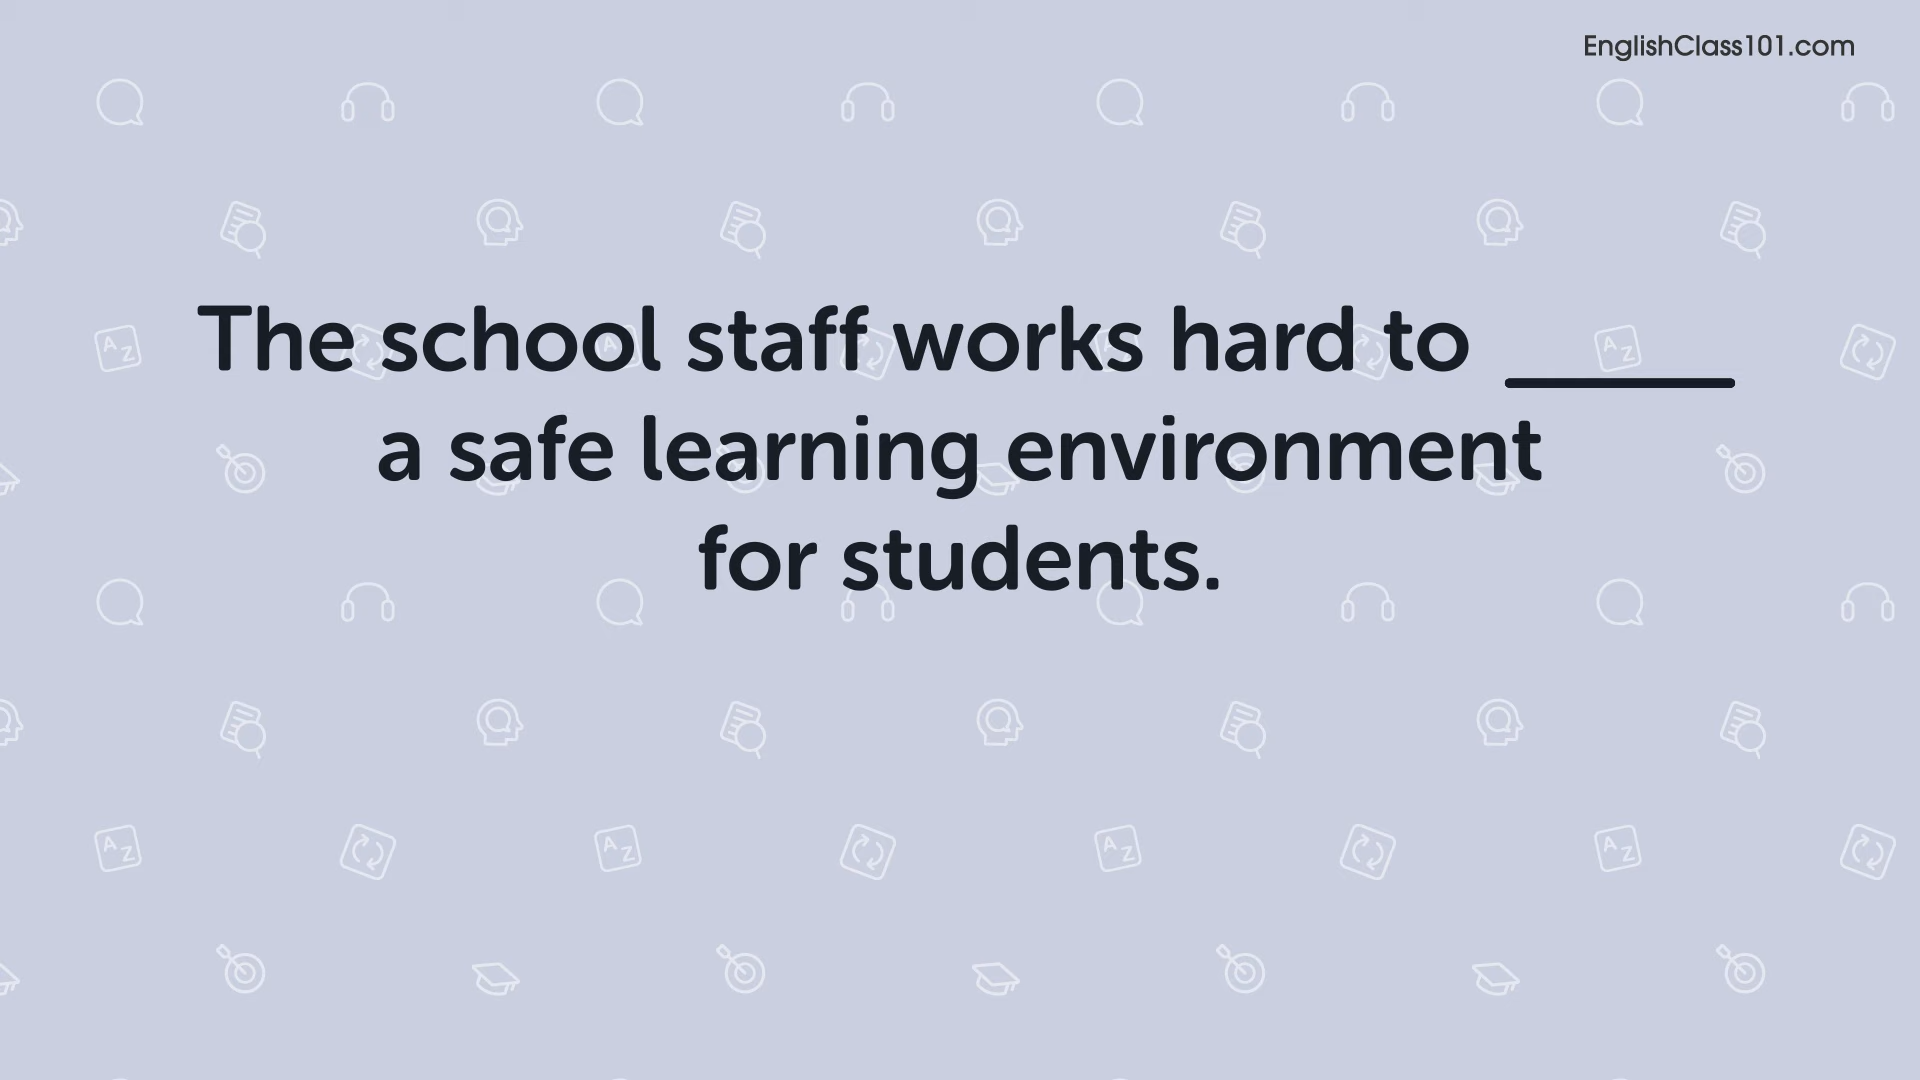 EnglishClass101.com
The school staff works hard to _____
a safe learning environment
for students.